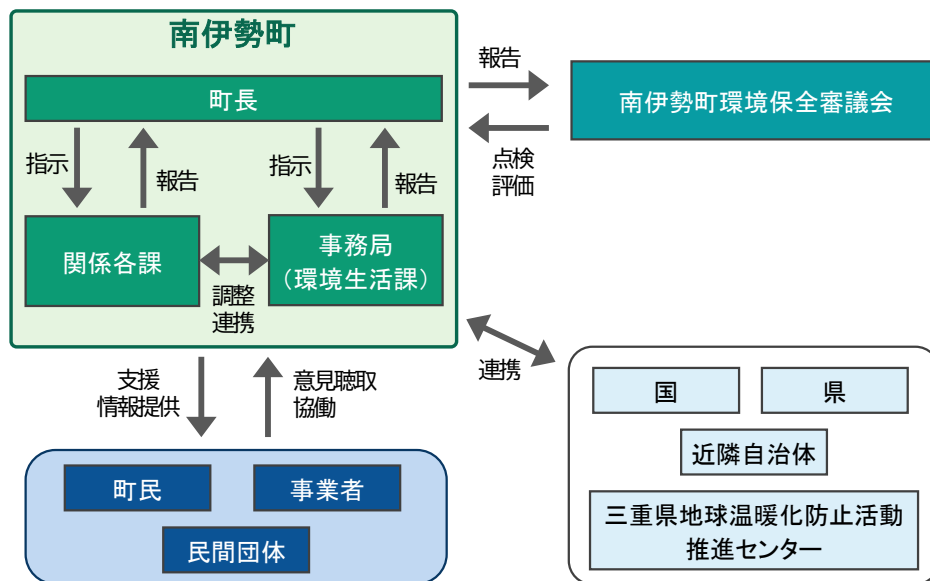 南伊勢町
町長
報告
南伊勢町環境保全審議会
点検
評価
指示
報告
指示
報告
関係各課
事務局
（環境生活課）
調整
連携
連携
支援
情報提供
意見聴取
協働
国
県
近隣自治体
三重県地球温暖化防止活動
推進センター
町民
事業者
民間団体